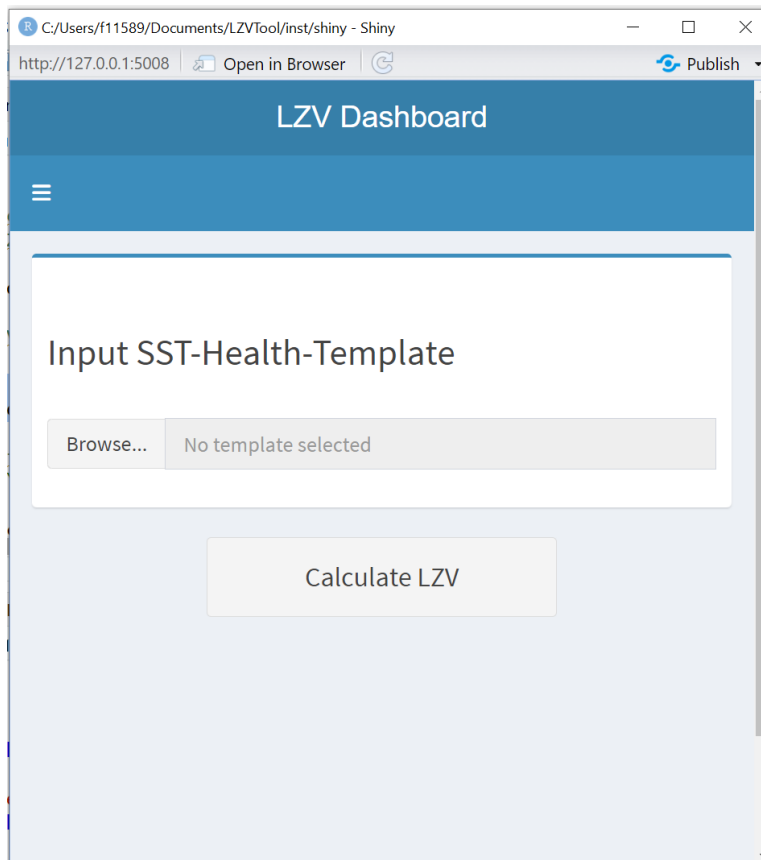 C:/Users/f11589/Documents/LZVTool/inst/shiny - Shiny
http://127.0.0.1:5008 Open in Browser Publish
LZV Dashboard
Input SST-Health-Template
Browse... No template selected
Calculate LZV